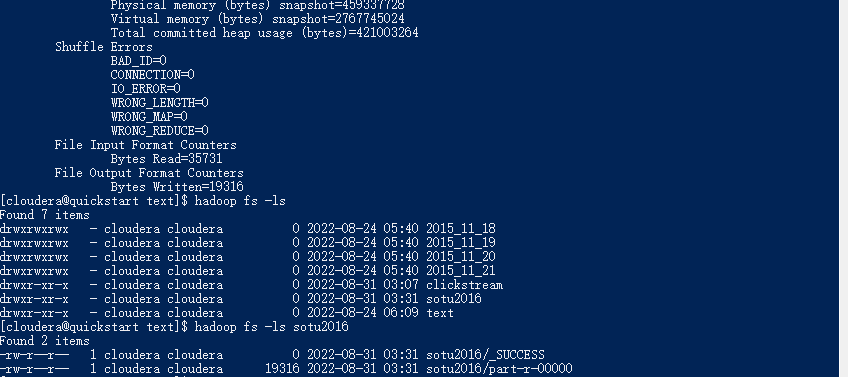 Physical memory (bytes) snapshot=459337728
Virtual memory (bytes) snapshot=2767745024
Total committed heap usage (bytes)=421003264
Shuffle Errors
BAD_ID=0
CONNECTION=0
IO_ERROR=0
WRONG_LENGTH=0
WRONG_MAP=0
WRONG_REDUCE=0
File Input Format Counters
Bytes Read=35731
File Output Format Counters
Bytes Written=19316
[cloudera@quickstart text]$ hadoop fs -ls
Found 7 items
drwxrwxrwx   - cloudera cloudera          0 2022-08-24 05:40 2015_11_18
drwxrwxrwx   - cloudera cloudera          0 2022-08-24 05:40 2015_11_19
drwxrwxrwx   - cloudera cloudera          0 2022-08-24 05:40 2015_11_20
drwxrwxrwx   - cloudera cloudera          0 2022-08-24 05:40 2015_11_21
drwxr-xr-x   - cloudera cloudera          0 2022-08-31 03:07 clickstream
drwxr-xr-x   - cloudera cloudera          0 2022-08-31 03:31 sotu2016
drwxr-xr-x   - cloudera cloudera          0 2022-08-24 06:09 text
[cloudera@quickstart text]$ hadoop fs -ls sotu2016
Found 2 items
-rw-r--r--   1 cloudera cloudera          0 2022-08-31 03:31 sotu2016/_SUCCESS
-rw-r--r--   1 cloudera cloudera      19316 2022-08-31 03:31 sotu2016/part-r-00000